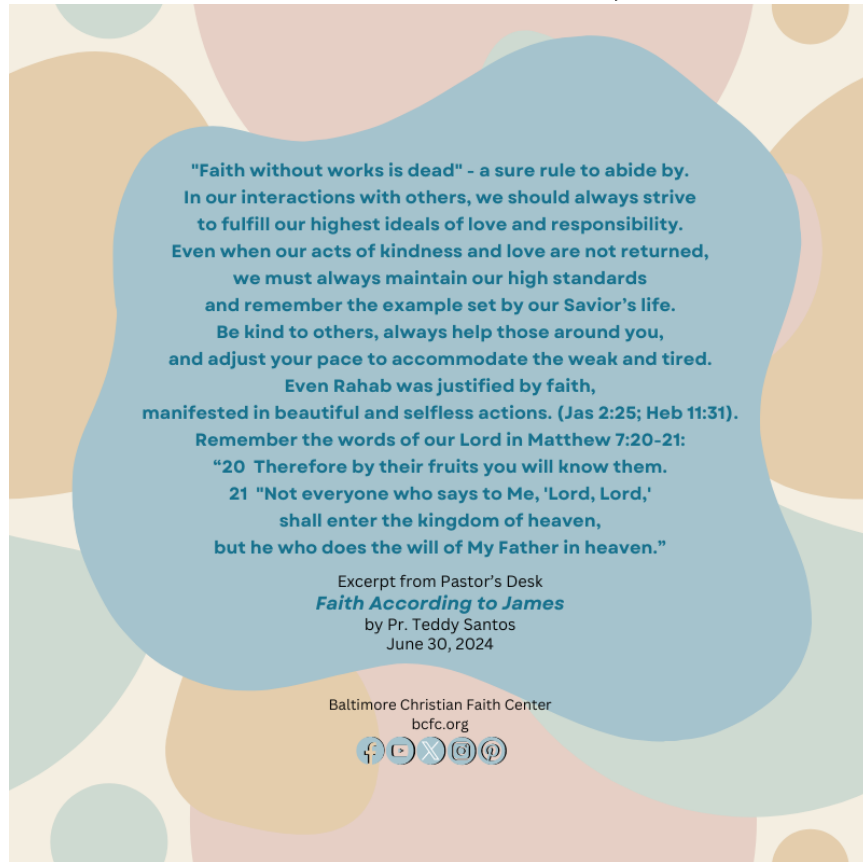 "Faith without works is dead" - a sure rule to abide by.
In our interactions with others, we should always strive
to fulfill our highest ideals of love and responsibility.
Even when our acts of kindness and love are not returned,
we must always maintain our high standards
and remember the example set by our Savior’s life.
Be kind to others, always help those around you,
and adjust your pace to accommodate the weak and tired.
Even Rahab was justified by faith,
manifested in beautiful and selfless actions. (Jas 2:25; Heb 11:31).
Remember the words of our Lord in Matthew 7:20-21:
“20  Therefore by their fruits you will know them.
21  "Not everyone who says to Me, 'Lord, Lord,'
shall enter the kingdom of heaven,
but he who does the will of My Father in heaven.”
Excerpt from Pastor’s Desk
Faith According to James
by Pr. Teddy Santos
June 30, 2024
Baltimore Christian Faith Center
bcfc.org